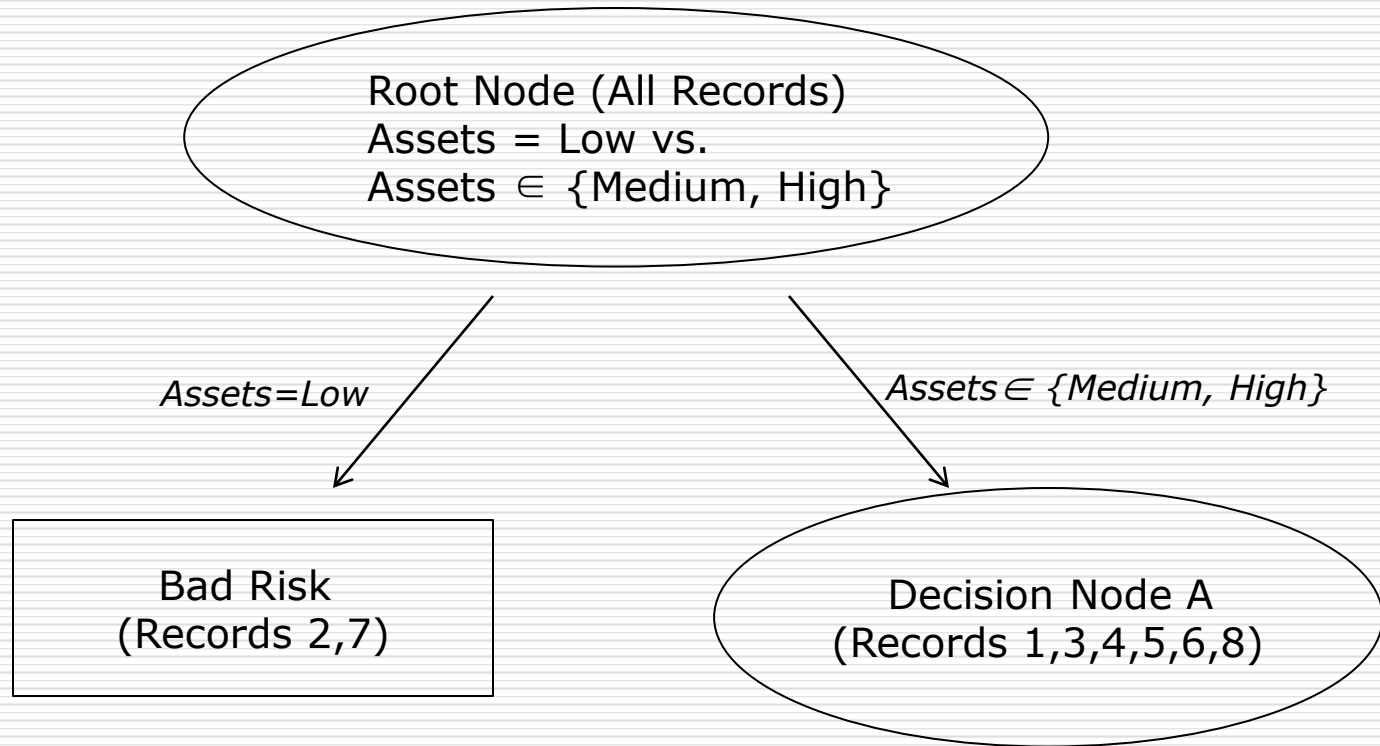 Root Node (All Records)
Assets = Low vs.
Assets ∈ {Medium, High}
Assets=Low
Assets∈ {Medium, High}
Bad Risk
(Records 2,7)
Decision Node A
(Records 1,3,4,5,6,8)